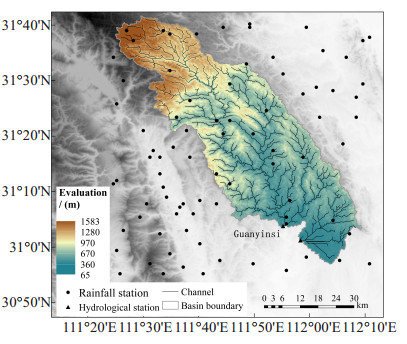 31°40'N
31°30'N
31°20'N
31°10'N
31°0'N
30°50'N
Evaluation
/ (m)
1583
1280
970
670
360
65
Guanyinsi
Rainfall station
Channel
Hydrological station
Basin boundary
0 3 6 12 18 24 30
km
111°20'E 111°30'E 111°40'E 111°50'E 112°0'E 112°10'E